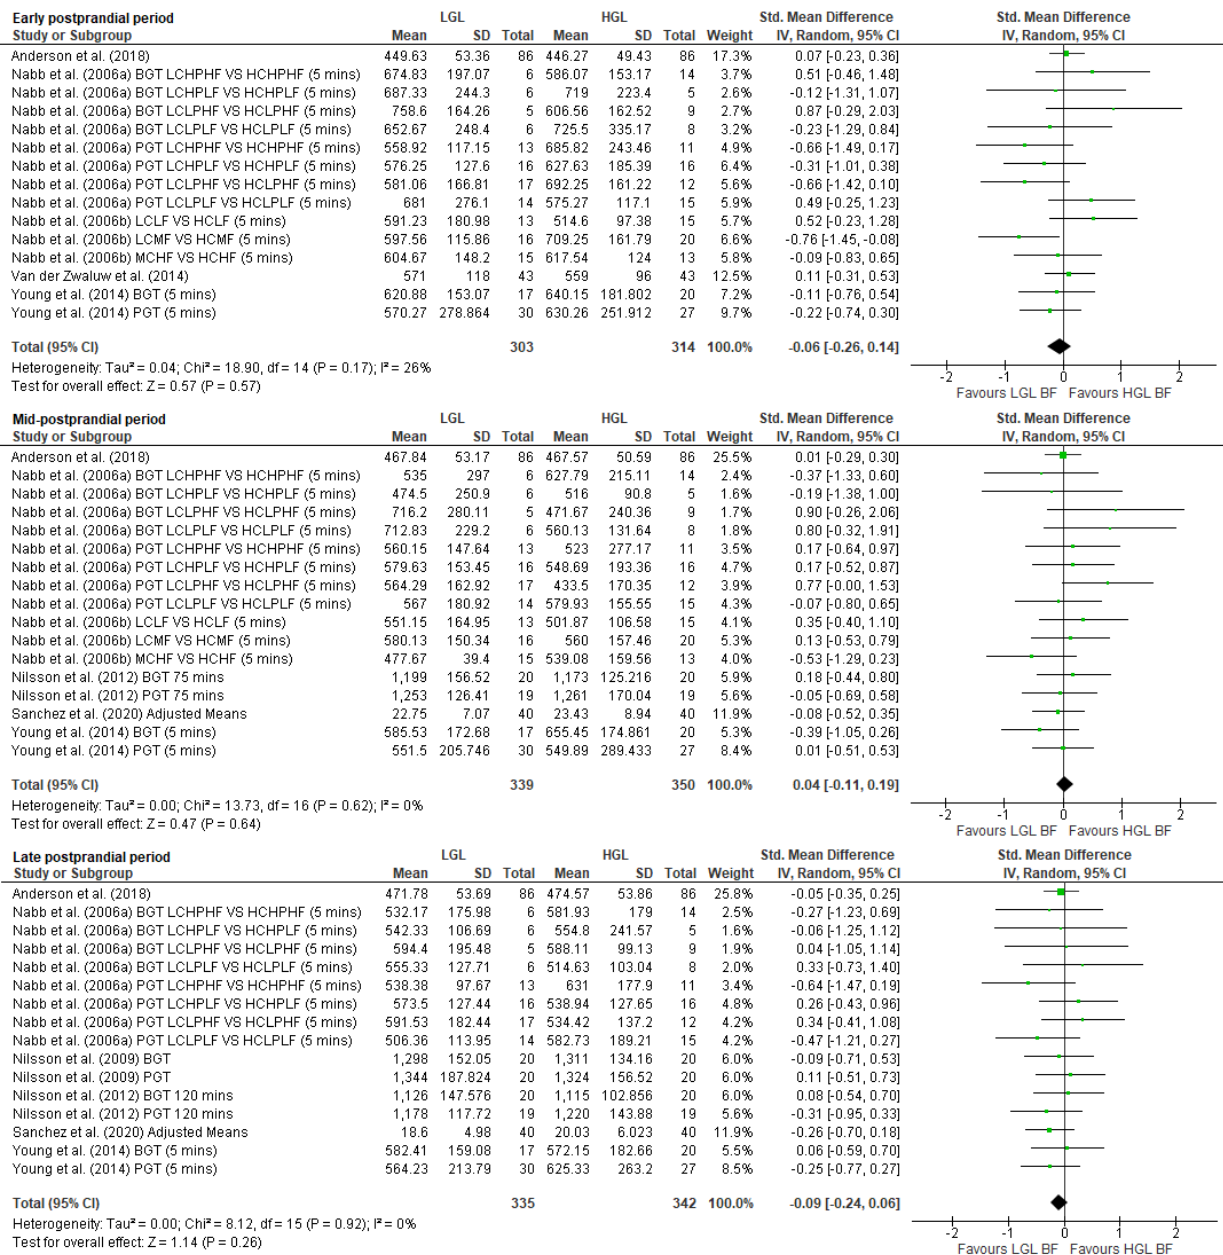 Early postprandial period LGL HGL Std. Mean Difference Std. Mean Difference
Study or Subgroup Mean SD Total Mean SD Total Weight IV, Random, 95% CI IV, Random, 95% CI
Anderson et al. (2018) 449.63 53.36 86 446.27 49.43 86 17.3% 0.07 [-0.23, 0.36]
Nabb et al. (2006a) BGT LCHPHF VS HCHPHF (5 mins) 674.83 197.07 6 586.07 153.17 14 3.7% 0.51 [-0.46, 1.48]
Nabb et al. (2006a) BGT LCHPLF VS HCHPLF (5 mins) 687.33 244.3 6 719 223.4 5 2.6% -0.12 [-1.31, 1.07]
Nabb et al. (2006a) BGT LCLPHF VS HCLPHF (5 mins) 758.6 164.26 5 606.56 162.52 9 2.7% 0.87 [-0.29, 2.03]
Nabb et al. (2006a) BGT LCLPLF VS HCLPLF (5 mins) 652.67 248.4 6 725.5 335.17 8 3.2% -0.23 [-1.29, 0.84]
Nabb et al. (2006a) PGT LCHPHF VS HCHPHF (5 mins) 558.92 117.15 13 685.82 243.46 11 4.9% -0.66 [-1.49, 0.17]
Nabb et al. (2006a) PGT LCHPLF VS HCHPLF (5 mins) 576.25 127.6 16 627.63 185.39 16 6.4% -0.31 [-1.01, 0.38]
Nabb et al. (2006a) PGT LCLPHF VS HCLPHF (5 mins) 581.06 166.81 17 692.25 161.22 12 5.6% -0.66 [-1.42, 0.10]
Nabb et al. (2006a) PGT LCLPLF VS HCLPLF (5 mins) 681 276.1 14 575.27 117.1 15 5.9% 0.49 [-0.25, 1.23]
Nabb et al. (2006b) LCLF VS HCLF (5 mins) 591.23 180.98 13 514.6 97.38 15 5.7% 0.52 [-0.23, 1.28]
Nabb et al. (2006b) LCMF VS HCMF (5 mins) 597.56 115.86 16 709.25 161.79 20 6.6% -0.76 [-1.45, -0.08]
Nabb et al. (2006b) MCHF VS HCHF (5 mins) 604.67 148.2 15 617.54 124 13 5.8% -0.09 [-0.83, 0.65]
Van der Zwaluw et al. (2014) 571 118 43 559 96 43 12.5% 0.11 [-0.31, 0.53]
Young et al. (2014) BGT (5 mins) 620.88 153.07 17 640.15 181.802 20 7.2% -0.11 [-0.76, 0.54]
Young et al. (2014) PGT (5 mins) 570.27 278.864 30 630.26 251.912 27 9.7% -0.22 [-0.74, 0.30]
Total (95% CI) 303 314 100.0% -0.06 [-0.26, 0.14]
Heterogeneity: Tau² = 0.04; Chi² = 18.90, df = 14 (P = 0.17); I² = 26%
Test for overall effect: Z = 0.57 (P = 0.57)
-2 -1 0 1 2
Favours LGL BF Favours HGL BF
Mid-postprandial period LGL HGL Std. Mean Difference Std. Mean Difference
Study or Subgroup Mean SD Total Mean SD Total Weight IV, Random, 95% CI IV, Random, 95% CI
Anderson et al. (2018) 467.84 53.17 86 467.57 50.59 86 25.5% 0.01 [-0.29, 0.30]
Nabb et al. (2006a) BGT LCHPHF VS HCHPHF (5 mins) 535 297 6 627.79 215.11 14 2.4% -0.37 [-1.33, 0.60]
Nabb et al. (2006a) BGT LCHPLF VS HCHPLF (5 mins) 474.5 250.9 6 516 90.8 5 1.6% -0.19 [-1.38, 1.00]
Nabb et al. (2006a) BGT LCLPHF VS HCLPHF (5 mins) 716.2 280.11 5 471.67 240.36 9 1.7% 0.90 [-0.26, 2.06]
Nabb et al. (2006a) BGT LCLPLF VS HCLPLF (5 mins) 712.83 229.2 6 560.13 131.64 8 1.8% 0.80 [-0.32, 1.91]
Nabb et al. (2006a) PGT LCHPHF VS HCHPHF (5 mins) 560.15 147.64 13 523 277.17 11 3.5% 0.17 [-0.64, 0.97]
Nabb et al. (2006a) PGT LCHPLF VS HCHPLF (5 mins) 579.63 153.45 16 548.69 193.36 16 4.7% 0.17 [-0.52, 0.87]
Nabb et al. (2006a) PGT LCLPHF VS HCLPHF (5 mins) 564.29 162.92 17 433.5 170.35 12 3.9% 0.77 [-0.00, 1.53]
Nabb et al. (2006a) PGT LCLPLF VS HCLPLF (5 mins) 567 180.92 14 579.93 155.55 15 4.3% -0.07 [-0.80, 0.65]
Nabb et al. (2006b) LCLF VS HCLF (5 mins) 551.15 164.95 13 501.87 106.58 15 4.1% 0.35 [-0.40, 1.10]
Nabb et al. (2006b) LCMF VS HCMF (5 mins) 580.13 150.34 16 560 157.46 20 5.3% 0.13 [-0.53, 0.79]
Nabb et al. (2006b) MCHF VS HCHF (5 mins) 477.67 39.4 15 539.08 159.56 13 4.0% -0.53 [-1.29, 0.23]
Nilsson et al. (2012) BGT 75 mins 1,199 156.52 20 1,173 125.216 20 5.9% 0.18 [-0.44, 0.80]
Nilsson et al. (2012) PGT 75 mins 1,253 126.41 19 1,261 170.04 19 5.6% -0.05 [-0.69, 0.58]
Sanchez et al. (2020) Adjusted Means 22.75 7.07 40 23.43 8.94 40 11.9% -0.08 [-0.52, 0.35]
Young et al. (2014) BGT (5 mins) 585.53 172.68 17 655.45 174.861 20 5.3% -0.39 [-1.05, 0.26]
Young et al. (2014) PGT (5 mins) 551.5 205.746 30 549.89 289.433 27 8.4% 0.01 [-0.51, 0.53]
Total (95% CI) 339 350 100.0% 0.04 [-0.11, 0.19]
Heterogeneity: Tau² = 0.00; Chi² = 13.73, df = 16 (P = 0.62); I² = 0%
Test for overall effect: Z = 0.47 (P = 0.64)
-2 -1 0 1 2
Favours LGL BF Favours HGL BF
Late postprandial period LGL HGL Std. Mean Difference Std. Mean Difference
Study or Subgroup Mean SD Total Mean SD Total Weight IV, Random, 95% CI IV, Random, 95% CI
Anderson et al. (2018) 471.78 53.69 86 474.57 53.86 86 25.8% -0.05 [-0.35, 0.25]
Nabb et al. (2006a) BGT LCHPHF VS HCHPHF (5 mins) 532.17 175.98 6 581.93 179 14 2.5% -0.27 [-1.23, 0.69]
Nabb et al. (2006a) BGT LCHPLF VS HCHPLF (5 mins) 542.33 106.69 6 554.8 241.57 5 1.6% -0.06 [-1.25, 1.12]
Nabb et al. (2006a) BGT LCLPHF VS HCLPHF (5 mins) 594.4 195.48 5 588.11 99.13 9 1.9% 0.04 [-1.05, 1.14]
Nabb et al. (2006a) BGT LCLPLF VS HCLPLF (5 mins) 555.33 127.71 6 514.63 103.04 8 2.0% 0.33 [-0.73, 1.40]
Nabb et al. (2006a) PGT LCHPHF VS HCHPHF (5 mins) 538.38 97.67 13 631 177.9 11 3.4% -0.64 [-1.47, 0.19]
Nabb et al. (2006a) PGT LCHPLF VS HCHPLF (5 mins) 573.5 127.44 16 538.94 127.65 16 4.8% 0.26 [-0.43, 0.96]
Nabb et al. (2006a) PGT LCLPHF VS HCLPHF (5 mins) 591.53 182.44 17 534.42 137.2 12 4.2% 0.34 [-0.41, 1.08]
Nabb et al. (2006a) PGT LCLPLF VS HCLPLF (5 mins) 506.36 113.95 14 582.73 189.21 15 4.2% -0.47 [-1.21, 0.27]
Nilsson et al. (2009) BGT 1,298 152.05 20 1,311 134.16 20 6.0% -0.09 [-0.71, 0.53]
Nilsson et al. (2009) PGT 1,344 187.824 20 1,324 156.52 20 6.0% 0.11 [-0.51, 0.73]
Nilsson et al. (2012) BGT 120 mins 1,126 147.576 20 1,115 102.856 20 6.0% 0.08 [-0.54, 0.70]
Nilsson et al. (2012) PGT 120 mins 1,178 117.72 19 1,220 143.88 19 5.6% -0.31 [-0.95, 0.33]
Sanchez et al. (2020) Adjusted Means 18.6 4.98 40 20.03 6.023 40 11.9% -0.26 [-0.70, 0.18]
Young et al. (2014) BGT (5 mins) 582.41 159.08 17 572.15 182.66 20 5.5% 0.06 [-0.59, 0.70]
Young et al. (2014) PGT (5 mins) 564.23 213.79 30 625.33 263.2 27 8.5% -0.25 [-0.77, 0.27]
Total (95% CI) 335 342 100.0% -0.09 [-0.24, 0.06]
Heterogeneity: Tau² = 0.00; Chi² = 8.12, df = 15 (P = 0.92); I² = 0%
Test for overall effect: Z = 1.14 (P = 0.26)
-2 -1 0 1 2
Favours LGL BF Favours HGL BF